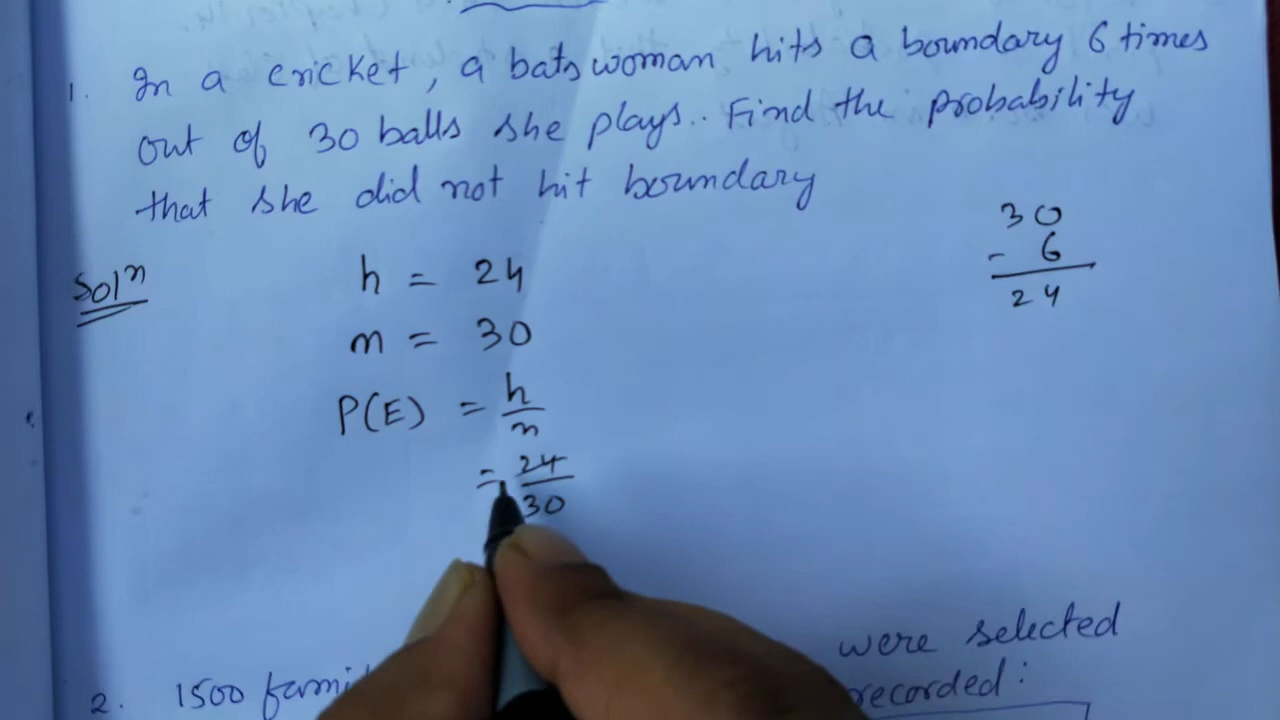 1. In a cricket, a batswoman hits a boundary 6 times
out of 30 balls she plays.. Find the probability
that she did not hit boundary
Solⁿ
h = 24
n = 30
P(E) = h/n
= 24/30
30
- 6
24
2. 1500 were selected
recorded: